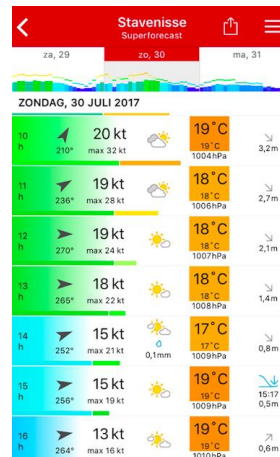 Stavenisse
Superforecast
za, 29 zo, 30 ma, 31
ZONDAG, 30 JULI 2017
10 h 210° 20 kt max 32 kt 19°C 19°C 1004hPa 3,2m
11 h 236° 19 kt max 28 kt 18°C 18°C 1006hPa 2,7m
12 h 270° 19 kt max 24 kt 18°C 18°C 1007hPa 2,1m
13 h 265° 18 kt max 22 kt 18°C 18°C 1008hPa 1,4m
14 h 252° 15 kt max 21 kt 0,1mm 17°C 17°C 1009hPa 0,8m
15 h 256° 15 kt max 19 kt 19°C 19°C 1009hPa 15:17 0,5m
16 h 264° 13 kt max 16 kt 19°C 19°C 1010hPa 0,6m